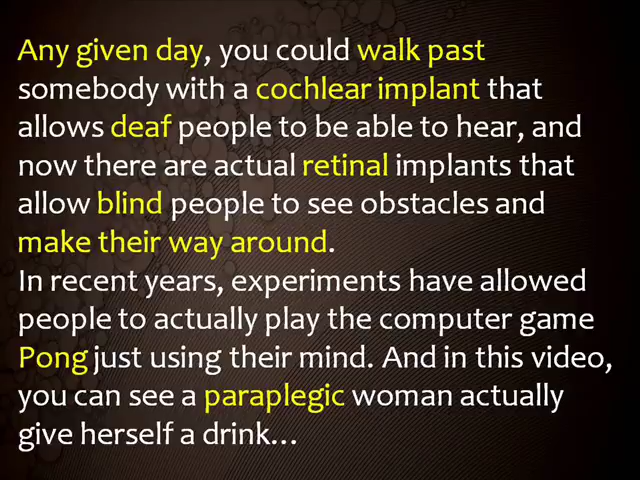 Any given day, you could walk past
somebody with a cochlear implant that
allows deaf people to be able to hear, and
now there are actual retinal implants that
allow blind people to see obstacles and
make their way around.
In recent years, experiments have allowed
people to actually play the computer game
Pong just using their mind. And in this video,
you can see a paraplegic woman actually
give herself a drink...